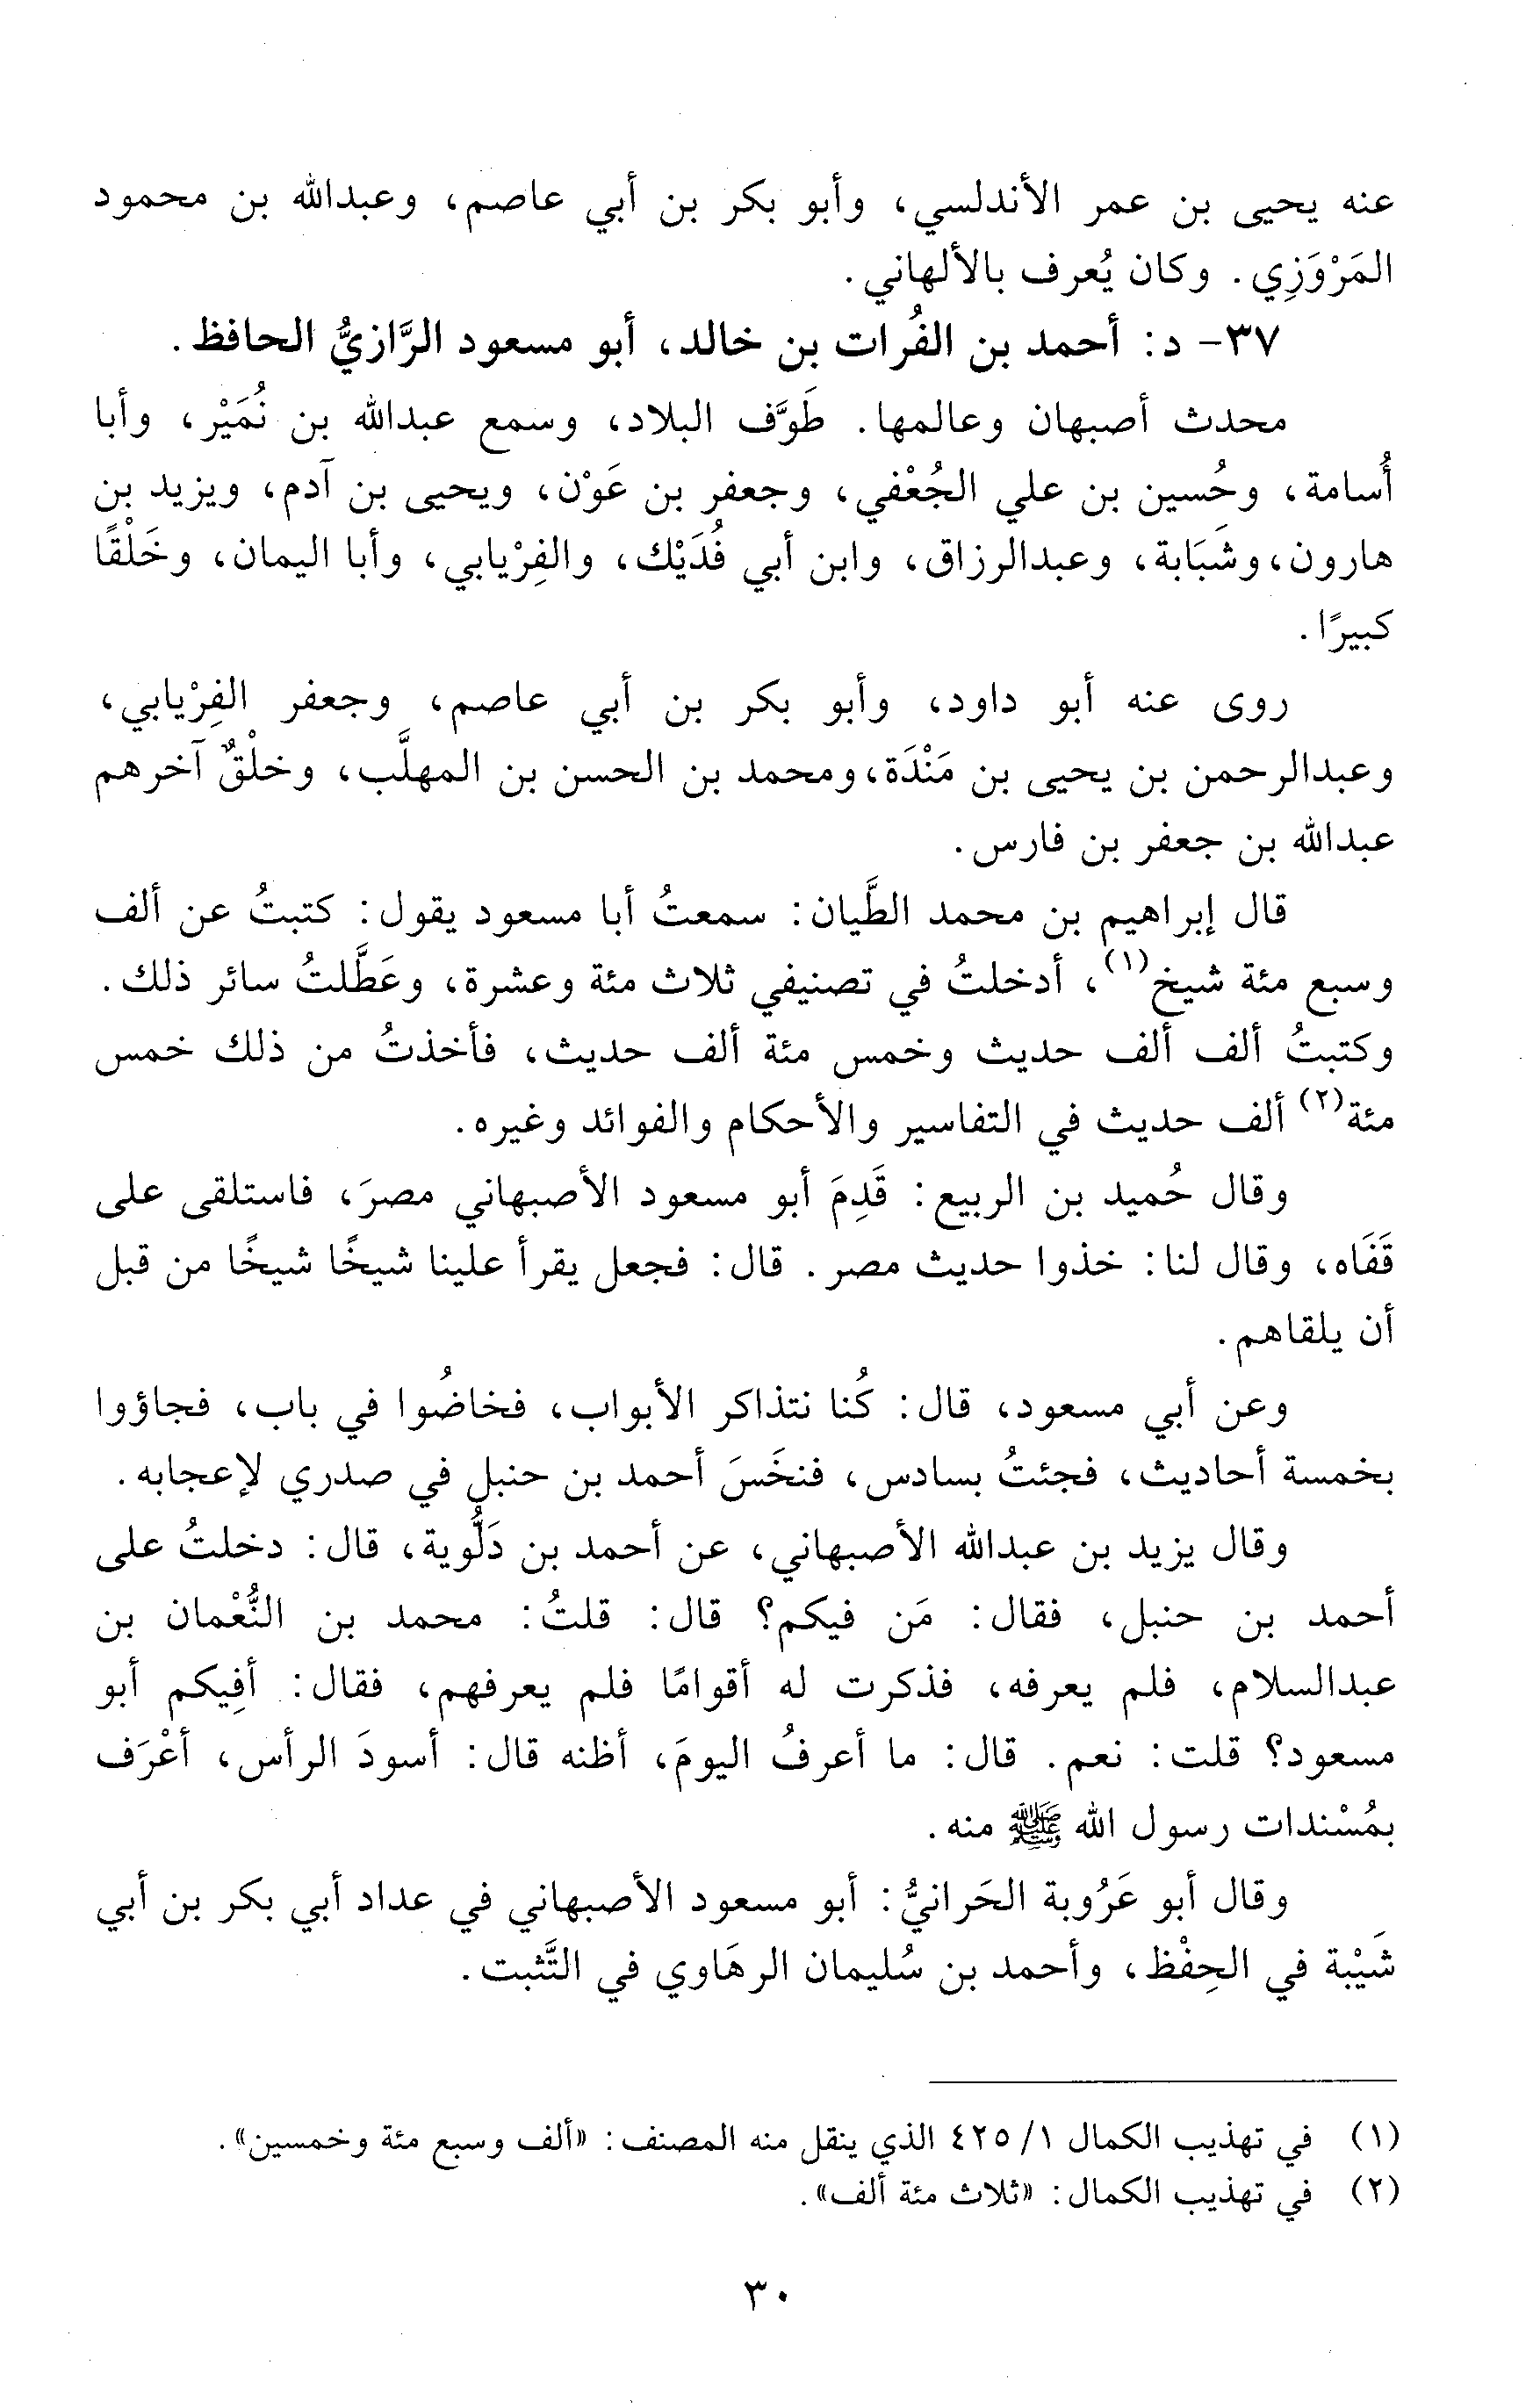 عنه يحيى بن عمر الأندلسي، وأبو بكر بن أبي عاصم، وعبدالله بن محمود
المَرْوَزِي. وكان يُعرف بالألهاني.
٣٧- د: أحمد بن الفُرات بن خالد، أبو مسعود الرَّازيُّ الحافظ.
محدث أصبهان وعالمها. طَوَّف البلاد، وسمع عبدالله بن نُمَيْر، وأبا
أُسامة، وحُسين بن علي الجُعْفي، وجعفر بن عَوْن، ويحيى بن آدم، ويزيد بن
هارون، وشَبَابة، وعبدالرزاق، وابن أبي فُدَيْك، والفِرْيابي، وأبا اليمان، وخَلْقًا
كبيرًا.
روى عنه أبو داود، وأبو بكر بن أبي عاصم، وجعفر الفِرْيابي،
وعبدالرحمن بن يحيى بن مَنْدَة، ومحمد بن الحسن بن المهلَّب، وخلْقٌ آخرهم
عبدالله بن جعفر بن فارس.
قال إبراهيم بن محمد الطَّيان: سمعتُ أبا مسعود يقول: كتبتُ عن ألف
وسبع مئة شيخ(١)، أدخلتُ في تصنيفي ثلاث مئة وعشرة، وعَطَّلتُ سائر ذلك.
وكتبتُ ألف ألف حديث وخمس مئة ألف حديث، فأخذتُ من ذلك خمس
مئة(٢) ألف حديث في التفاسير والأحكام والفوائد وغيره.
وقال حُميد بن الربيع: قَدِمَ أبو مسعود الأصبهاني مصرَ، فاستلقى على
قَفَاه، وقال لنا: خذوا حديث مصر. قال: فجعل يقرأ علينا شيخًا شيخًا من قبل
أن يلقاهم.
وعن أبي مسعود، قال: كُنا نتذاكر الأبواب، فخاضُوا في باب، فجاؤوا
بخمسة أحاديث، فجئتُ بسادس، فنخَسَ أحمد بن حنبل في صدري لإعجابه.
وقال يزيد بن عبدالله الأصبهاني، عن أحمد بن دَلُّوية، قال: دخلتُ على
أحمد بن حنبل، فقال: مَن فيكم؟ قال: قلتُ: محمد بن النُّعْمان بن
عبدالسلام، فلم يعرفه، فذكرت له أقوامًا فلم يعرفهم، فقال: أفِيكم أبو
مسعود؟ قلت: نعم. قال: ما أعرفُ اليومَ، أظنه قال: أسودَ الرأس، أعْرَف
بمُسْندات رسول الله ﷺ منه.
وقال أبو عَرُوبة الحَرانيُّ: أبو مسعود الأصبهاني في عداد أبي بكر بن أبي
شَيْبة في الحِفْظ، وأحمد بن سُليمان الرهَاوي في التَّثبت.
(١) في تهذيب الكمال ١/ ٤٢٥ الذي ينقل منه المصنف: «ألف وسبع مئة وخمسين».
(٢) في تهذيب الكمال: «ثلاث مئة ألف».
٣٠